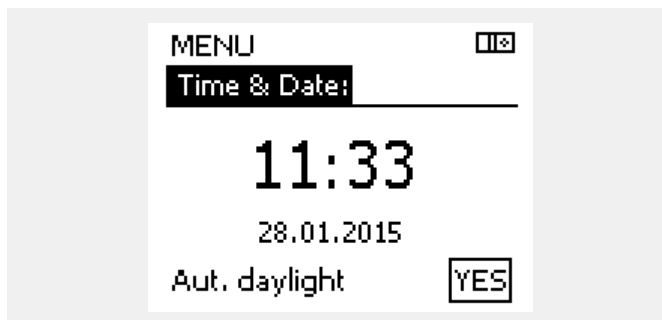 MENU
Time & Date:
11:33
28.01.2015
Aut. daylight YES